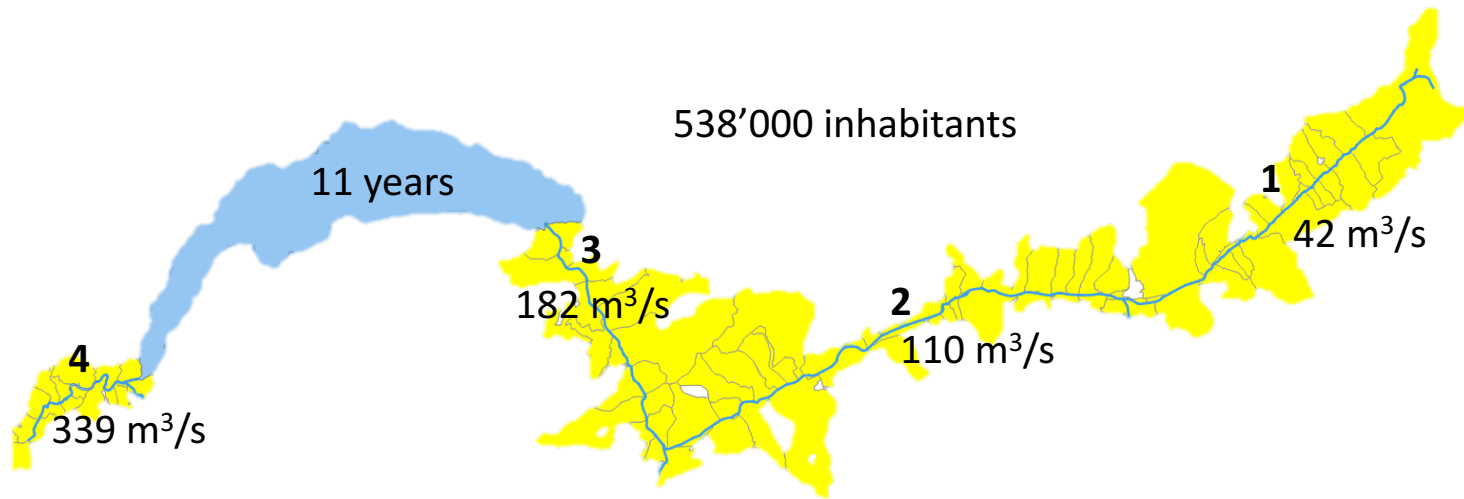 538’000 inhabitants
11 years
1
42 m³/s
3
182 m³/s
2
110 m³/s
4
339 m³/s